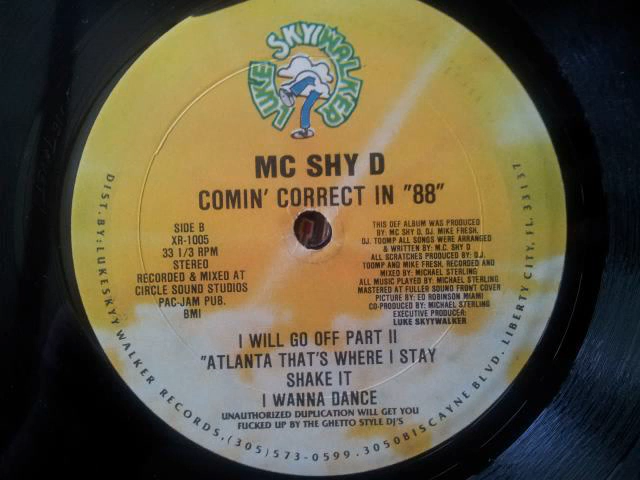 LUKE SKYYWALKER
MC SHY D
COMIN' CORRECT IN "88"
SIDE B
XR-1005
33 1/3 RPM
STEREO
RECORDED & MIXED AT
CIRCLE SOUND STUDIOS
PAC-JAM PUB.
BMI
THIS DEF ALBUM WAS PRODUCED
BY: MC SHY D, DJ. MIKE FRESH,
DJ. TOOMP ALL SONGS WERE ARRANGED
& WRITTEN BY: M.C. SHY D
ALL SCRATCHES PRODUCED BY: D.J.
TOOMP AND MIKE FRESH, RECORDED AND
MIXED BY: MICHAEL STERLING
ALL MUSIC PLAYED BY: MICHAEL STERLING
MASTERED AT FULLER SOUND FRONT COVER
PICTURE BY: ED ROBINSON MIAMI
CO-PRODUCED BY: MICHAEL STERLING
EXECUTIVE PRODUCER:
LUKE SKYYWALKER
I WILL GO OFF PART II
"ATLANTA THAT'S WHERE I STAY
SHAKE IT
I WANNA DANCE
UNAUTHORIZED DUPLICATION WILL GET YOU
FUCKED UP BY THE GHETTO STYLE DJ'S
DIST. BY: LUKESKAYY WALKER RECORDS, (305) 573-0599. 3050 BISCAYNE BLVD. LIBERTY CITY, FL. 33137